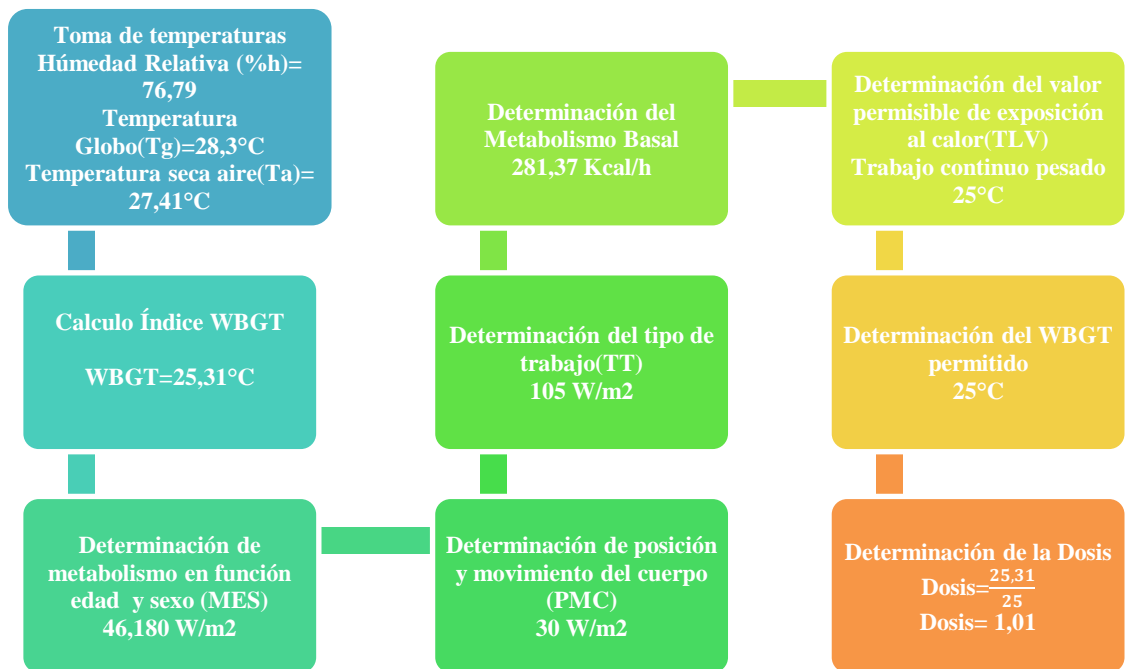 Toma de temperaturas
Húmedad Relativa (%h)=
76,79
Temperatura
Globo(Tg)=28,3°C
Temperatura seca aire(Ta)=
27,41°C
Calculo Índice WBGT
WBGT=25,31°C
Determinación de
metabolismo en función
edad y sexo (MES)
46,180 W/m2
Determinación de posición
y movimiento del cuerpo
(PMC)
30 W/m2
Determinación del tipo de
trabajo(TT)
105 W/m2
Determinación del
Metabolismo Basal
281,37 Kcal/h
Determinación del valor
permisible de exposición
al calor(TLV)
Trabajo continuo pesado
25°C
Determinación del WBGT
permitido
25°C
Determinación de la Dosis
Dosis=25,31/25
Dosis= 1,01